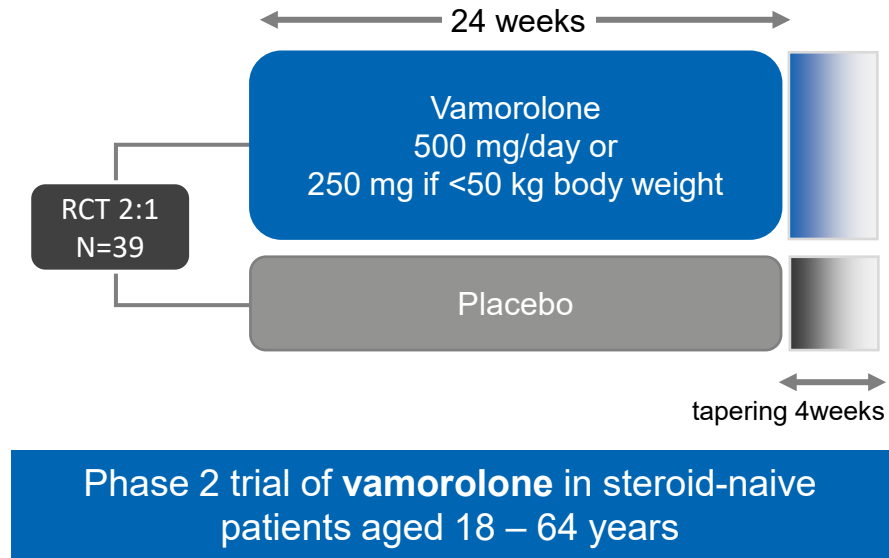 24 weeks
Vamorolone
500 mg/day or
250 mg if <50 kg body weight
RCT 2:1
N=39
Placebo
tapering 4weeks
Phase 2 trial of vamorolone in steroid-naive
patients aged 18 – 64 years